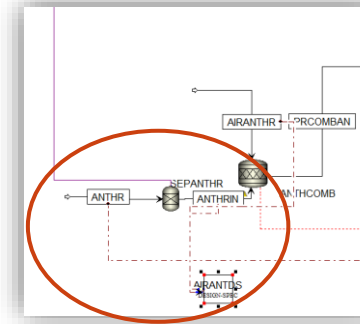 AIRANTHR
PRCOMBAN
SEPANTHR
ANTHR
ANTHRIN
ANTHCOMB
AIRANTDS
DESIGN-SPEC